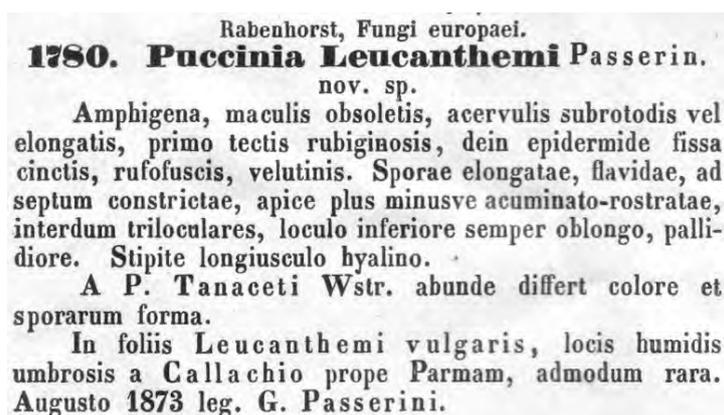 Rabenhorst, Fungi europaei.
1780. Puccinia Leucanthemi Passerin.
nov. sp.
Amphigena, maculis obsoletis, acervulis subrotodis vel
elongatis, primo tectis rubiginosis, dein epidermide fissa
cinctis, rufofuscis, velutinis. Sporae elongatae, flavidae, ad
septum constrictae, apice plus minusve acuminato-rostratae,
interdum triloculares, loculo inferiore semper oblongo, palli-
diore. Stipite longiusculo hyalino.
A P. Tanaceti Wstr. abunde differt colore et
sporarum forma.
In foliis Leucanthemi vulgaris, locis humidis
umbrosis a Callachio prope Parmam, admodum rara.
Augusto 1873 leg. G. Passerini.